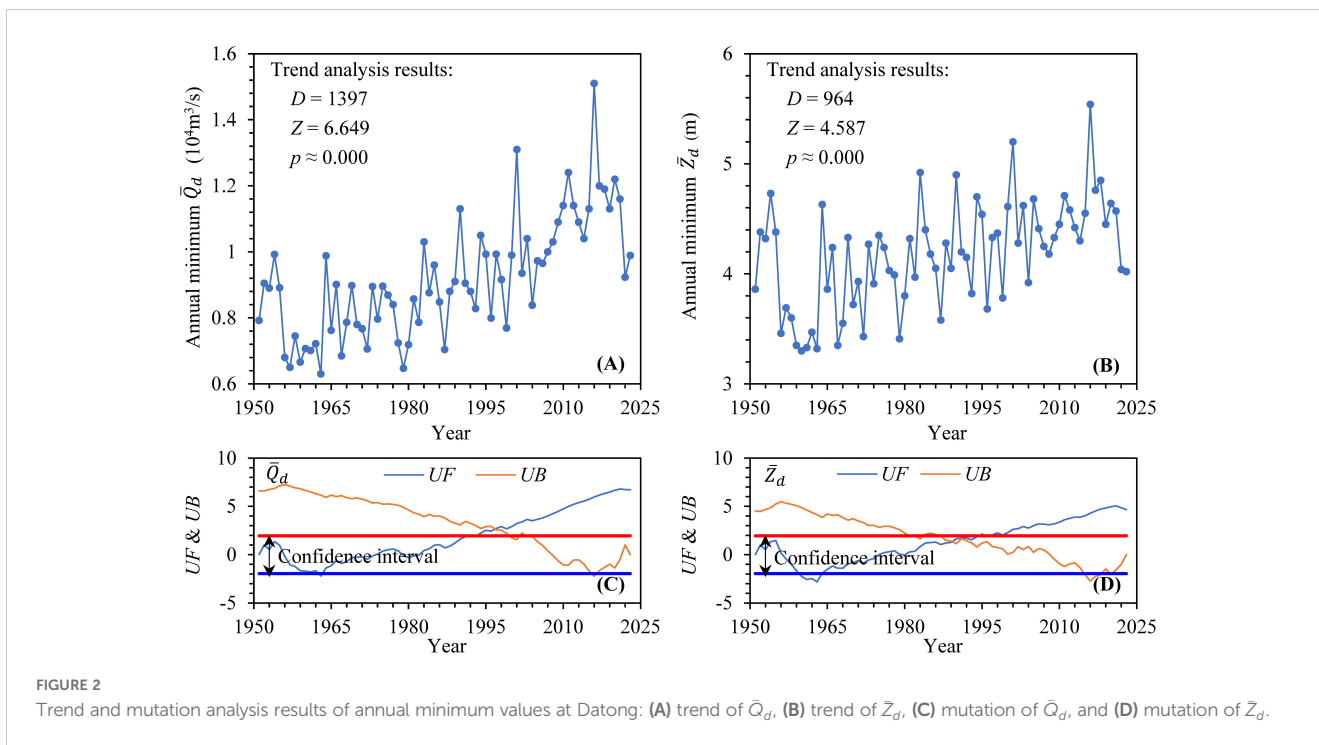 Annual minimum Q̄d (10⁴m³/s)
1.6
1.4
1.2
1
0.8
0.6
Trend analysis results:
D = 1397
Z = 6.649
p ≈ 0.000
(A)
1950 1965 1980 1995 2010 2025
Year
Annual minimum Z̄d (m)
6
5
4
3
Trend analysis results:
D = 964
Z = 4.587
p ≈ 0.000
(B)
1950 1965 1980 1995 2010 2025
Year
UF & UB
10
5
0
-5
Q̄d
UF UB
Confidence interval
(C)
1950 1965 1980 1995 2010 2025
Year
UF & UB
10
5
0
-5
Z̄d
UF UB
Confidence interval
(D)
1950 1965 1980 1995 2010 2025
Year
FIGURE 2
Trend and mutation analysis results of annual minimum values at Datong: (A) trend of Q̄d, (B) trend of Z̄d, (C) mutation of Q̄d, and (D) mutation of Z̄d.